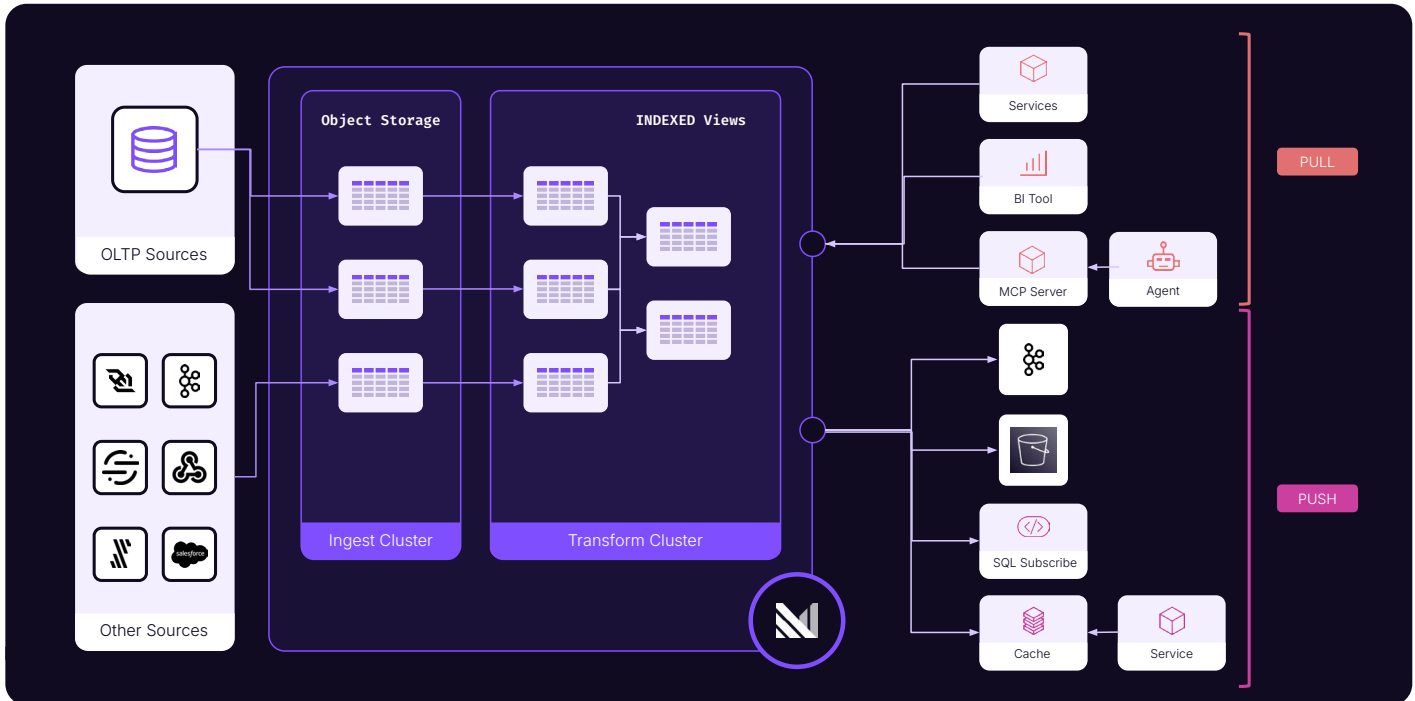 OLTP Sources
salesforce
Other Sources
Object Storage
Ingest Cluster
INDEXED Views
Transform Cluster
Services
BI Tool
MCP Server
Agent
PULL
SQL Subscribe
Cache
Service
PUSH